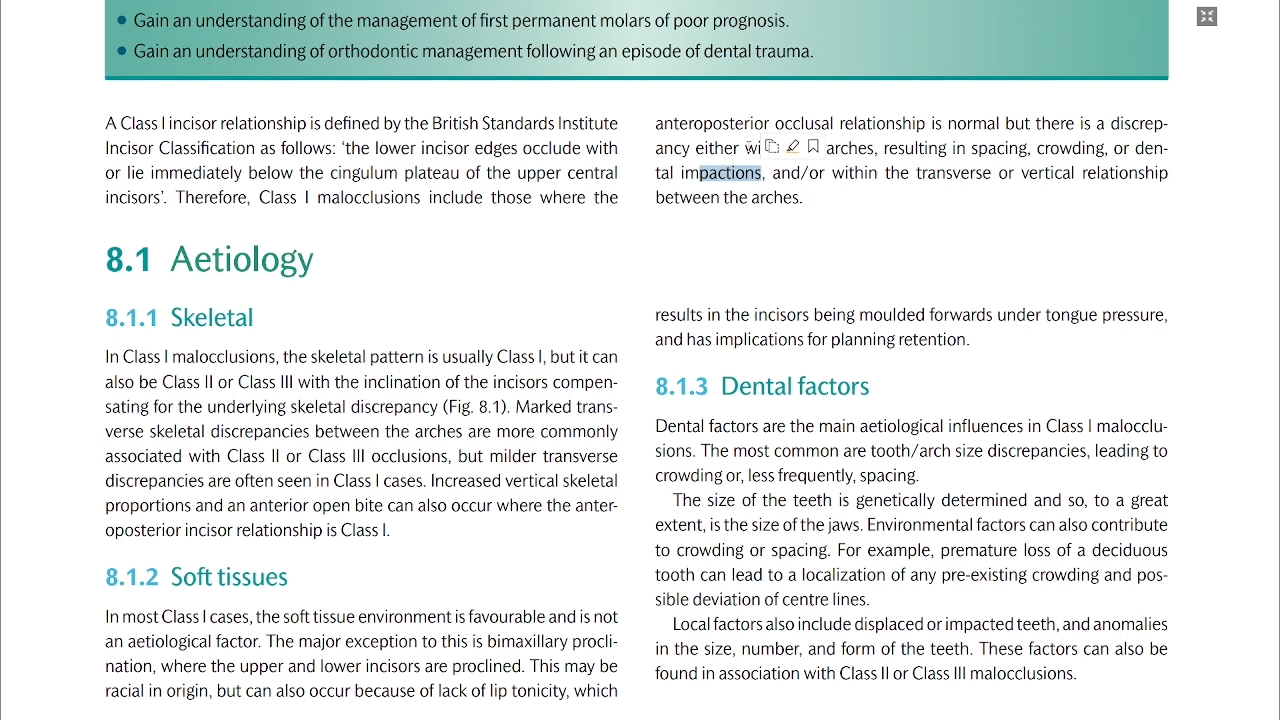 • Gain an understanding of the management of first permanent molars of poor prognosis.
• Gain an understanding of orthodontic management following an episode of dental trauma.
A Class I incisor relationship is defined by the British Standards Institute
Incisor Classification as follows: ‘the lower incisor edges occlude with
or lie immediately below the cingulum plateau of the upper central
incisors’. Therefore, Class I malocclusions include those where the
anteroposterior occlusal relationship is normal but there is a discrep-
ancy either wi arches, resulting in spacing, crowding, or den-
tal impactions, and/or within the transverse or vertical relationship
between the arches.
8.1 Aetiology
8.1.1 Skeletal
In Class I malocclusions, the skeletal pattern is usually Class I, but it can
also be Class II or Class III with the inclination of the incisors compen-
sating for the underlying skeletal discrepancy (Fig. 8.1). Marked trans-
verse skeletal discrepancies between the arches are more commonly
associated with Class II or Class III occlusions, but milder transverse
discrepancies are often seen in Class I cases. Increased vertical skeletal
proportions and an anterior open bite can also occur where the anter-
oposterior incisor relationship is Class I.
8.1.2 Soft tissues
In most Class I cases, the soft tissue environment is favourable and is not
an aetiological factor. The major exception to this is bimaxillary procli-
nation, where the upper and lower incisors are proclined. This may be
racial in origin, but can also occur because of lack of lip tonicity, which
results in the incisors being moulded forwards under tongue pressure,
and has implications for planning retention.
8.1.3 Dental factors
Dental factors are the main aetiological influences in Class I malocclu-
sions. The most common are tooth/arch size discrepancies, leading to
crowding or, less frequently, spacing.
The size of the teeth is genetically determined and so, to a great
extent, is the size of the jaws. Environmental factors can also contribute
to crowding or spacing. For example, premature loss of a deciduous
tooth can lead to a localization of any pre-existing crowding and pos-
sible deviation of centre lines.
Local factors also include displaced or impacted teeth, and anomalies
in the size, number, and form of the teeth. These factors can also be
found in association with Class II or Class III malocclusions.